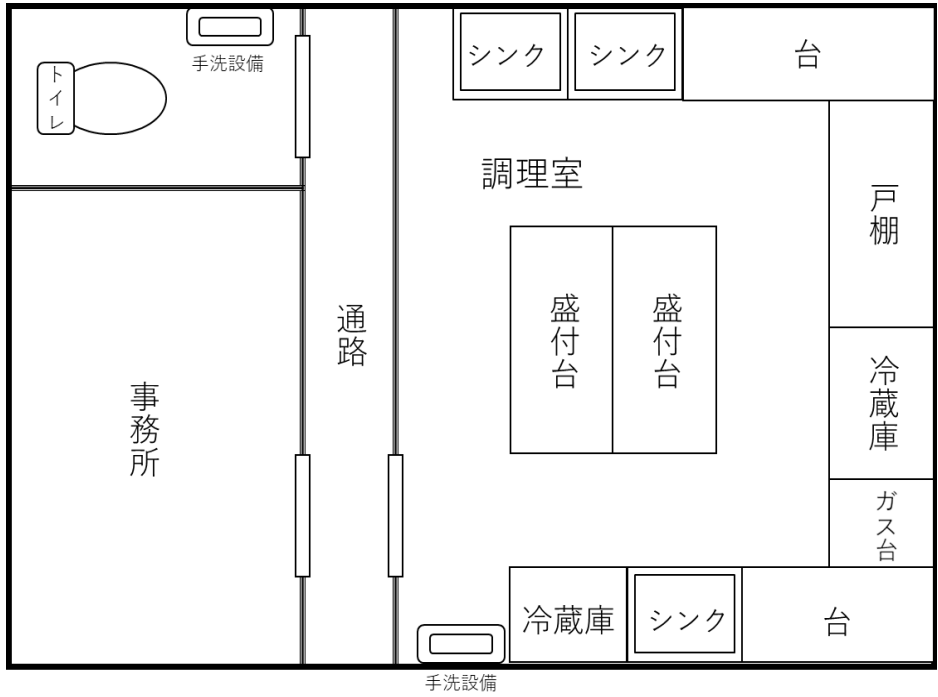 シンク
シンク
台
手洗設備
トイレ
調理室
戸棚
通路
盛付台
盛付台
冷蔵庫
事務所
ガス台
冷蔵庫
シンク
台
手洗設備